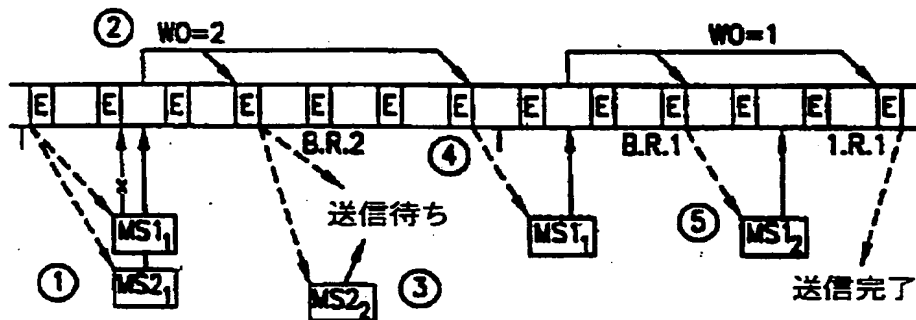 ② WO=2 WO=1
E E E E E E E E E E E E E
B.R.2 ④ B.R.1 1.R.1
送信待ち
MS1₁ MS1₁ ⑤ MS1₂
① MS2₁ MS2₂ ③ 送信完了